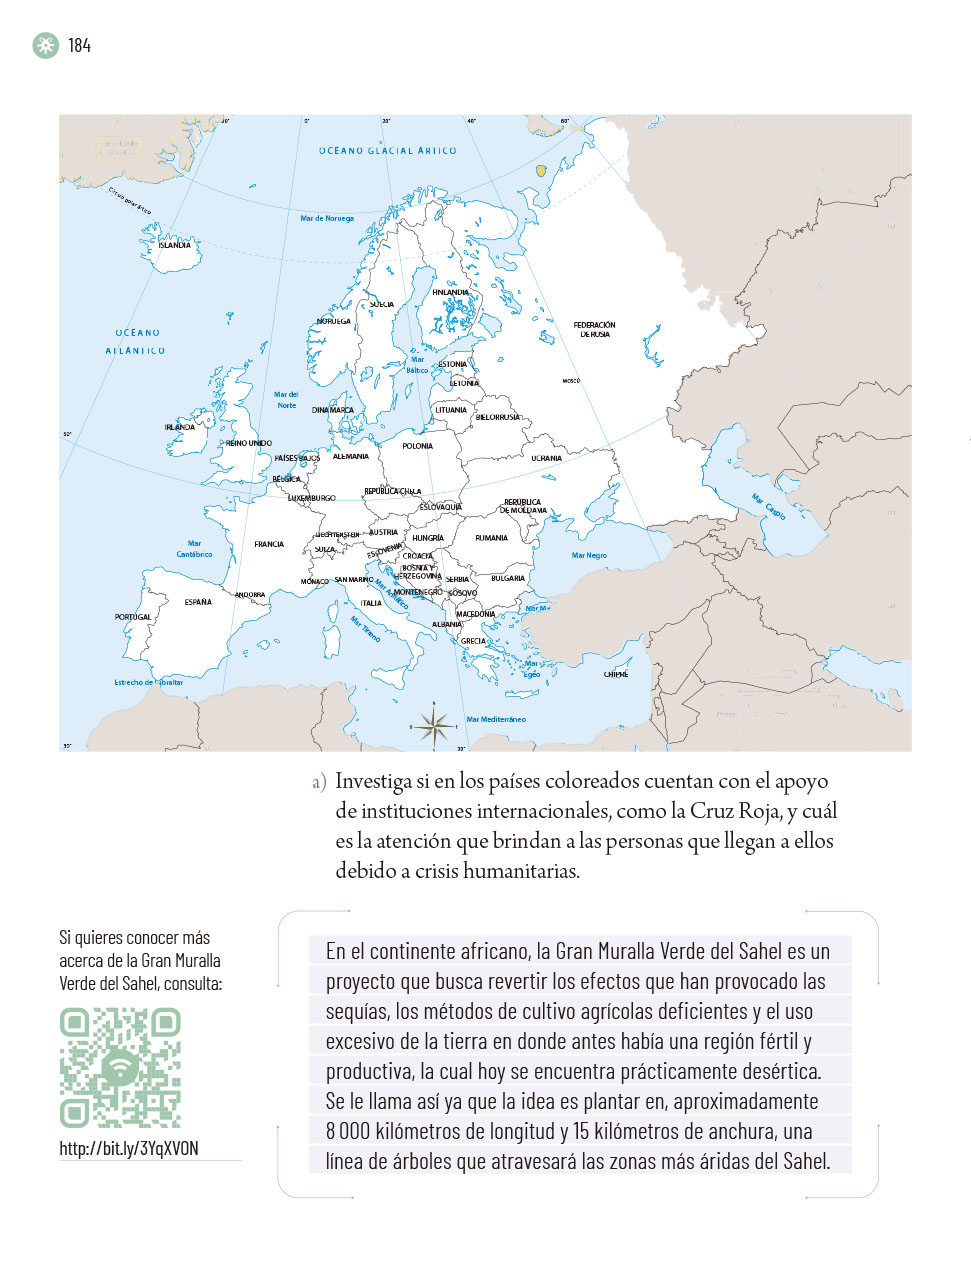 184
OCÉANO GLACIAL ÁRTICO
0°
60°
Círculo polar ártico
Mar de Noruega
ISLANDIA
FINLANDIA
SUECIA
NORUEGA
FEDERACIÓN
DE RUSIA
OCÉANO
ATLÁNTICO
Mar
Báltico
ESTONIA
LETONIA
MOSCÚ
Mar del
Norte
DINAMARCA
LITUANIA
BIELORRUSIA
IRLANDA
REINO UNIDO
PAÍSES BAJOS
ALEMANIA
POLONIA
UCRANIA
BÉLGICA
LUXEMBURGO
REPÚBLICA CHECA
ESLOVAQUIA
REPÚBLICA
DE MOLDAMA
Mar Caspio
FRANCIA
LIECHTENSTEIN
AUSTRIA
HUNGRÍA
RUMANIA
SUIZA
ESLOVENIA
CROACIA
Mar
Cantábrico
Mar Negro
BOSNIA Y
HERZEGOVINA
MÓNACO
SAN MARINO
SERBIA
BULGARIA
ANDORRA
Mar Adriático
MONTENEGRO
KOSOVO
ESPAÑA
ITALIA
PORTUGAL
MACEDONIA
ALBANIA
Mar Tirreno
GRECIA
Mar
Egeo
CHIPRE
Estrecho de Gibraltar
Mar Mediterráneo
a) Investiga si en los países coloreados cuentan con el apoyo
de instituciones internacionales, como la Cruz Roja, y cuál
es la atención que brindan a las personas que llegan a ellos
debido a crisis humanitarias.
Si quieres conocer más
acerca de la Gran Muralla
Verde del Sahel, consulta:
http://bit.ly/3YqXVON
En el continente africano, la Gran Muralla Verde del Sahel es un
proyecto que busca revertir los efectos que han provocado las
sequías, los métodos de cultivo agrícolas deficientes y el uso
excesivo de la tierra en donde antes había una región fértil y
productiva, la cual hoy se encuentra prácticamente desértica.
Se le llama así ya que la idea es plantar en, aproximadamente
8 000 kilómetros de longitud y 15 kilómetros de anchura, una
línea de árboles que atravesará las zonas más áridas del Sahel.